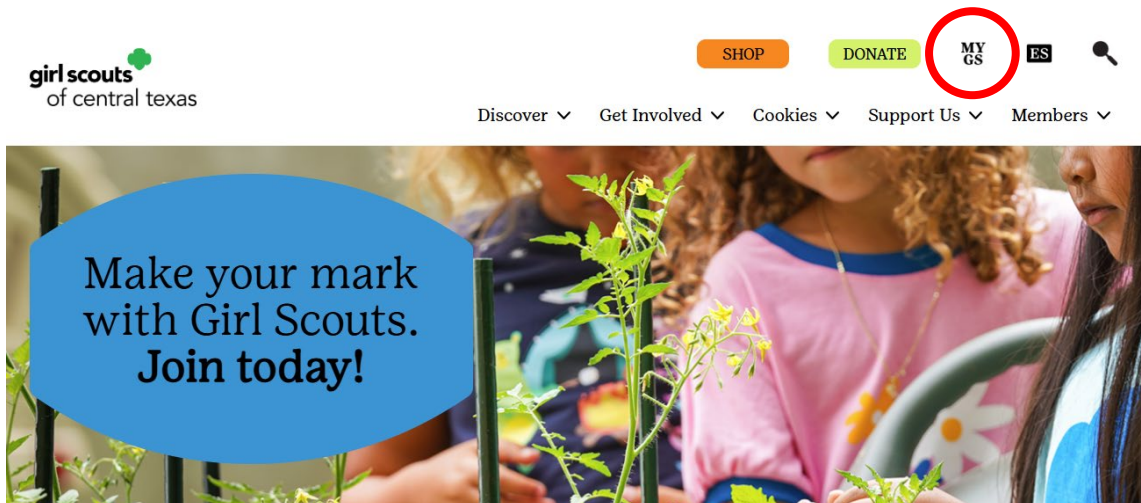 girl scouts
of central texas
SHOP
DONATE
MY
GS
ES
Discover
Get Involved
Cookies
Support Us
Members
Make your mark
with Girl Scouts.
Join today!